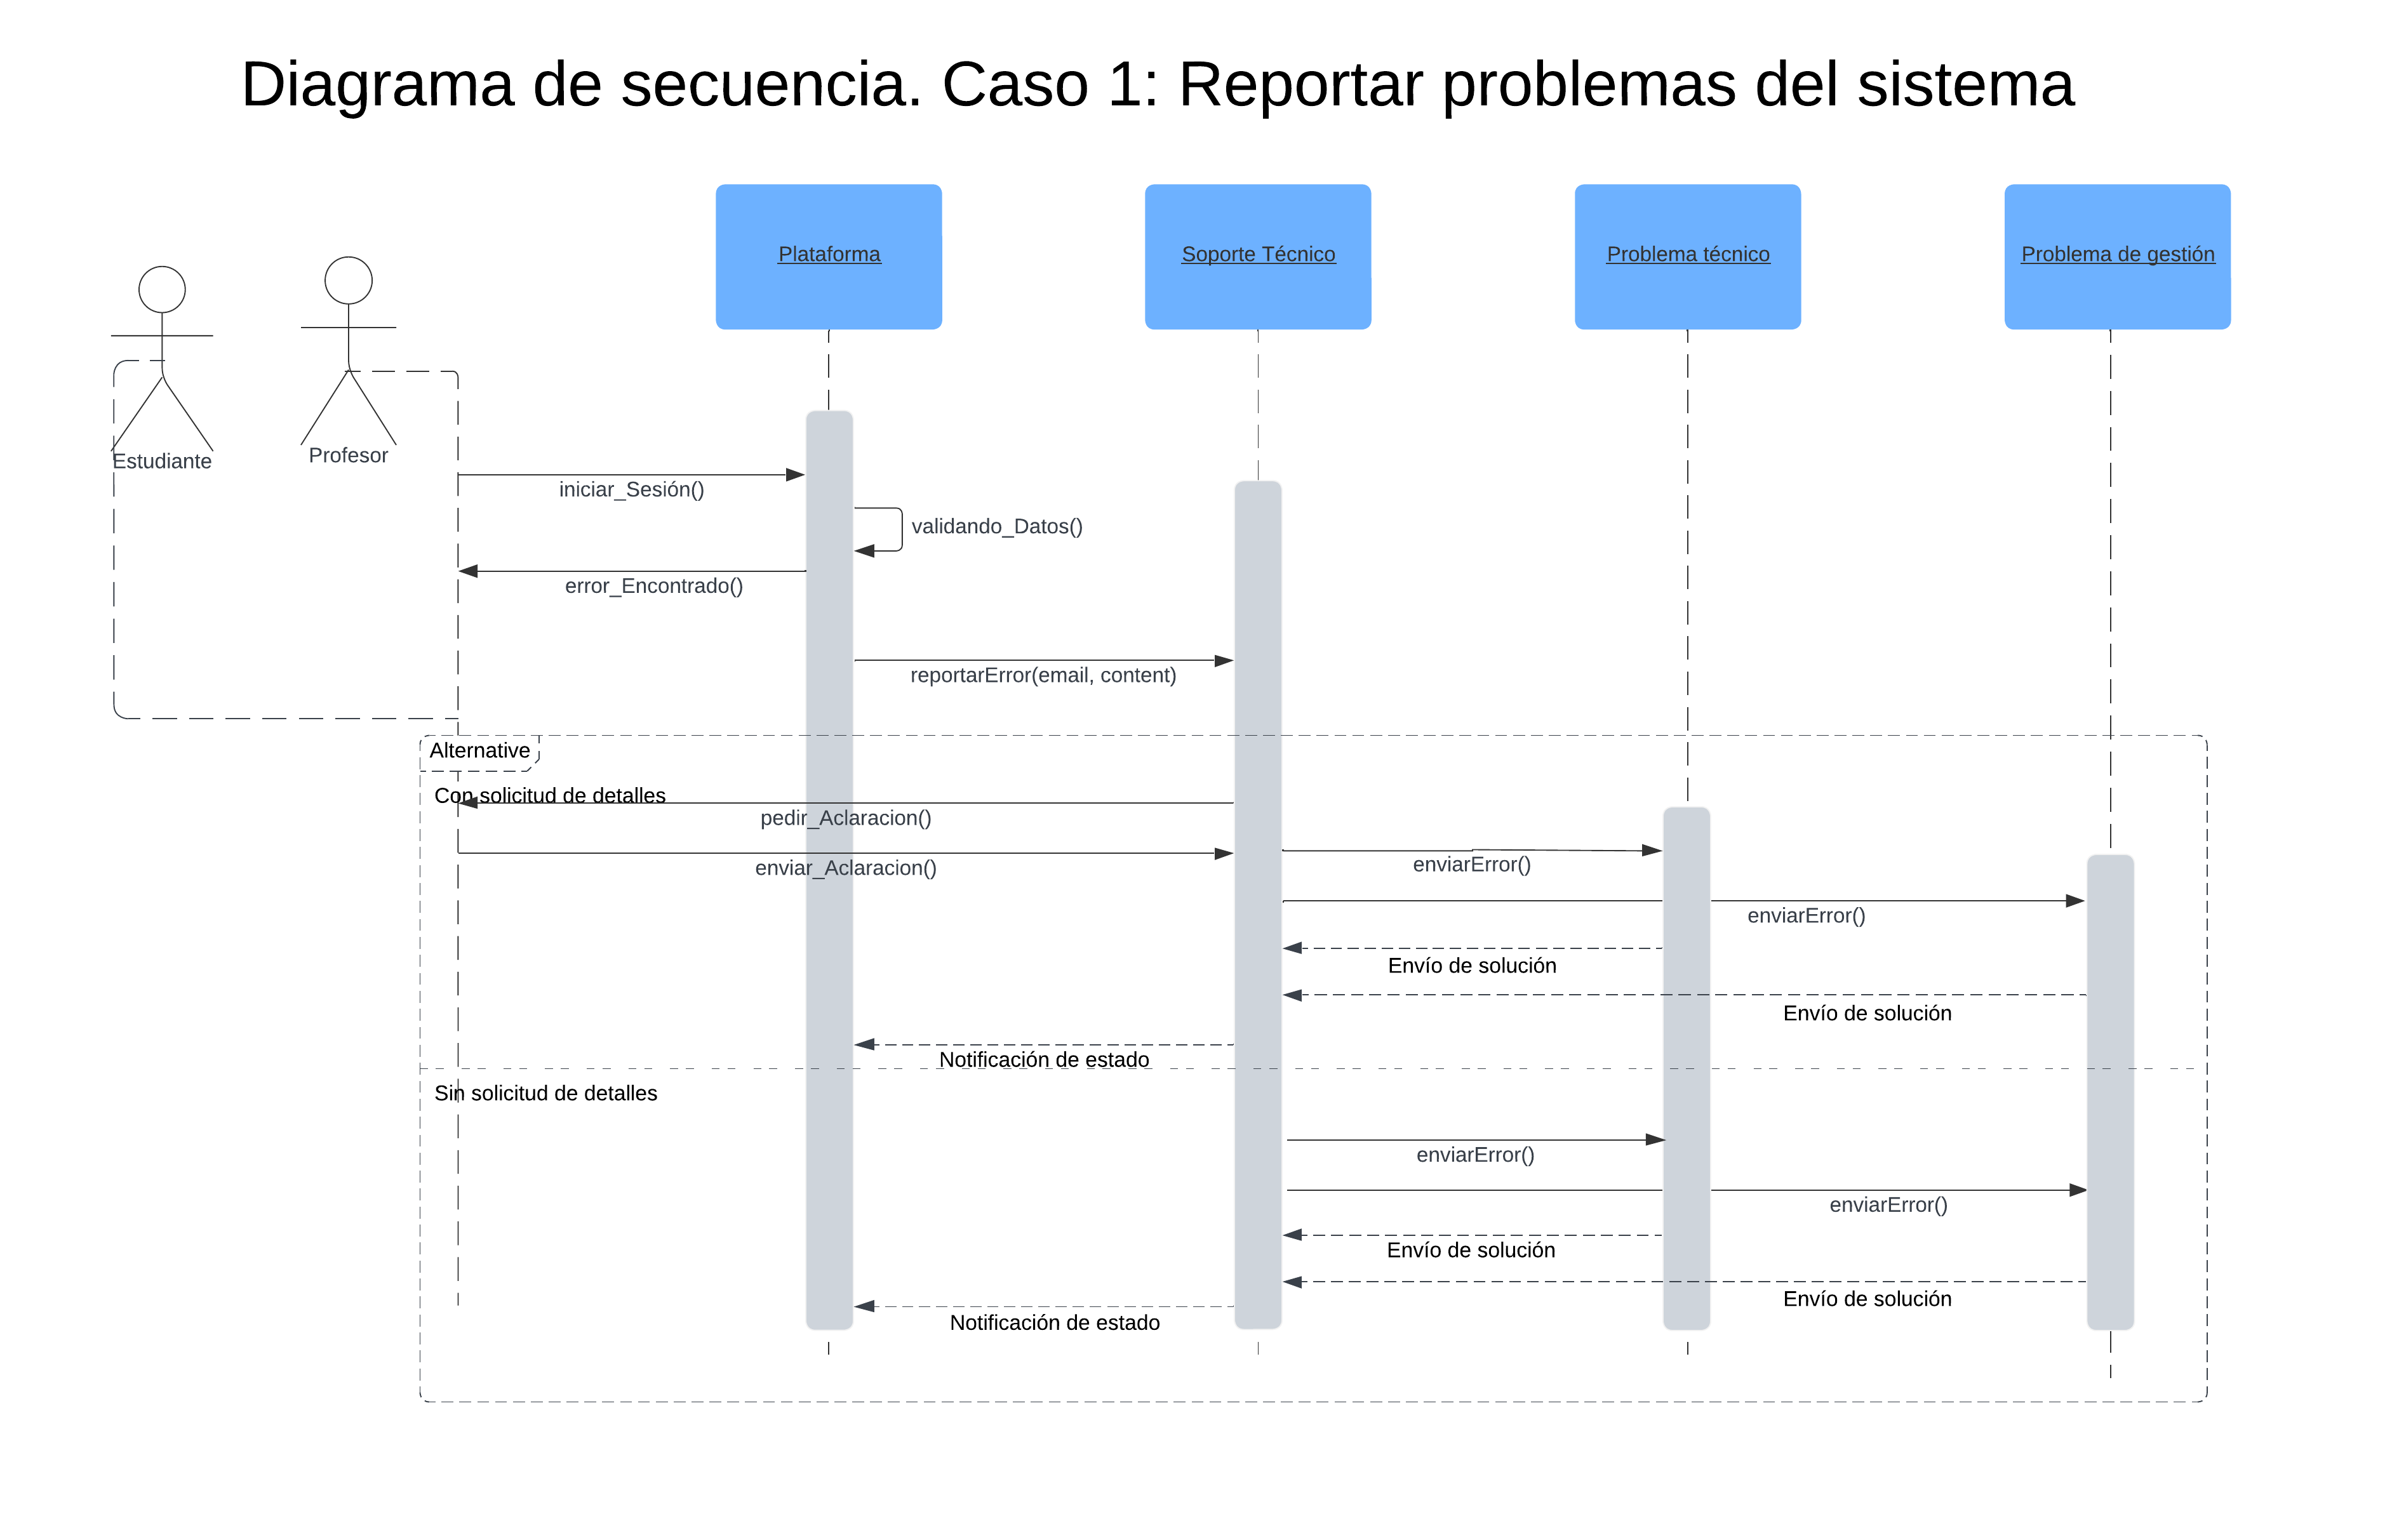 Diagrama de secuencia. Caso 1: Reportar problemas del sistema
Plataforma
Soporte Técnico
Problema técnico
Problema de gestión
Estudiante
Profesor
iniciar_Sesión()
validando_Datos()
error_Encontrado()
reportarError(email, content)
Alternative
Con solicitud de detalles
pedir_Aclaracion()
enviar_Aclaracion()
enviarError()
enviarError()
Envío de solución
Envío de solución
Notificación de estado
Sin solicitud de detalles
enviarError()
enviarError()
Envío de solución
Envío de solución
Notificación de estado